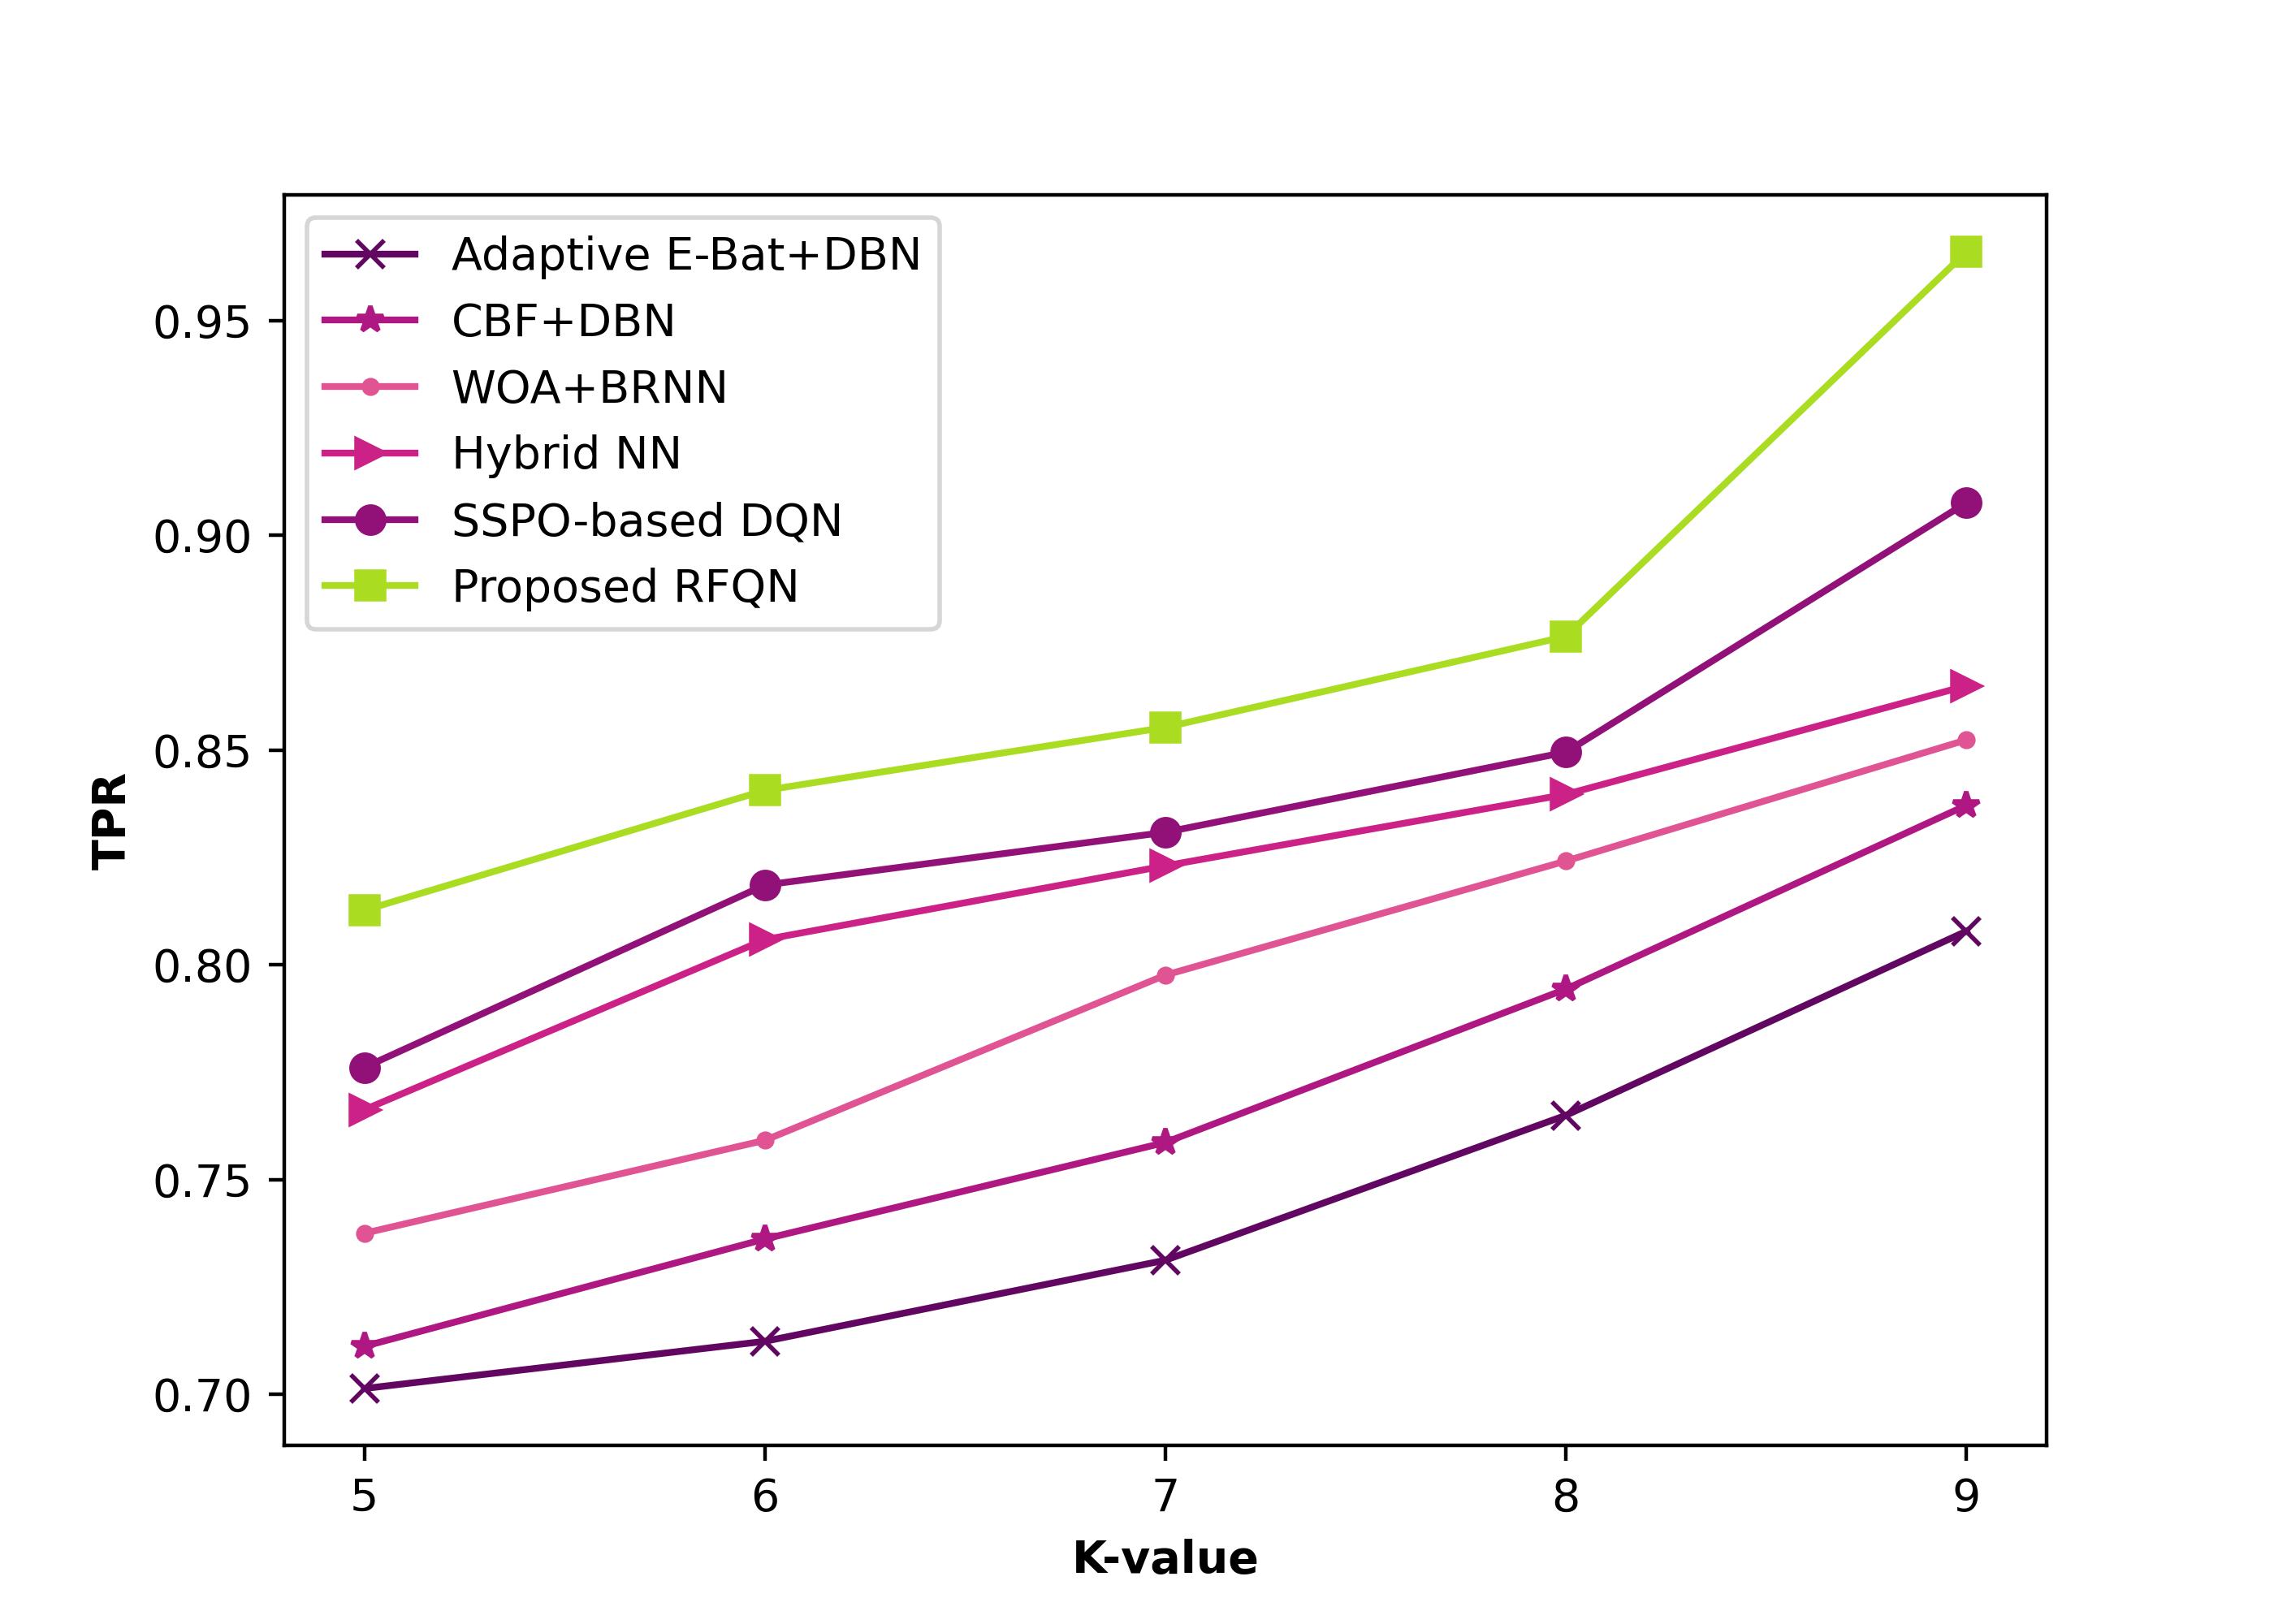 Adaptive E-Bat+DBN
CBF+DBN
WOA+BRNN
Hybrid NN
SSPO-based DQN
Proposed RFQN
0.95
0.90
0.85
0.80
0.75
0.70
TPR
5 6 7 8 9
K-value